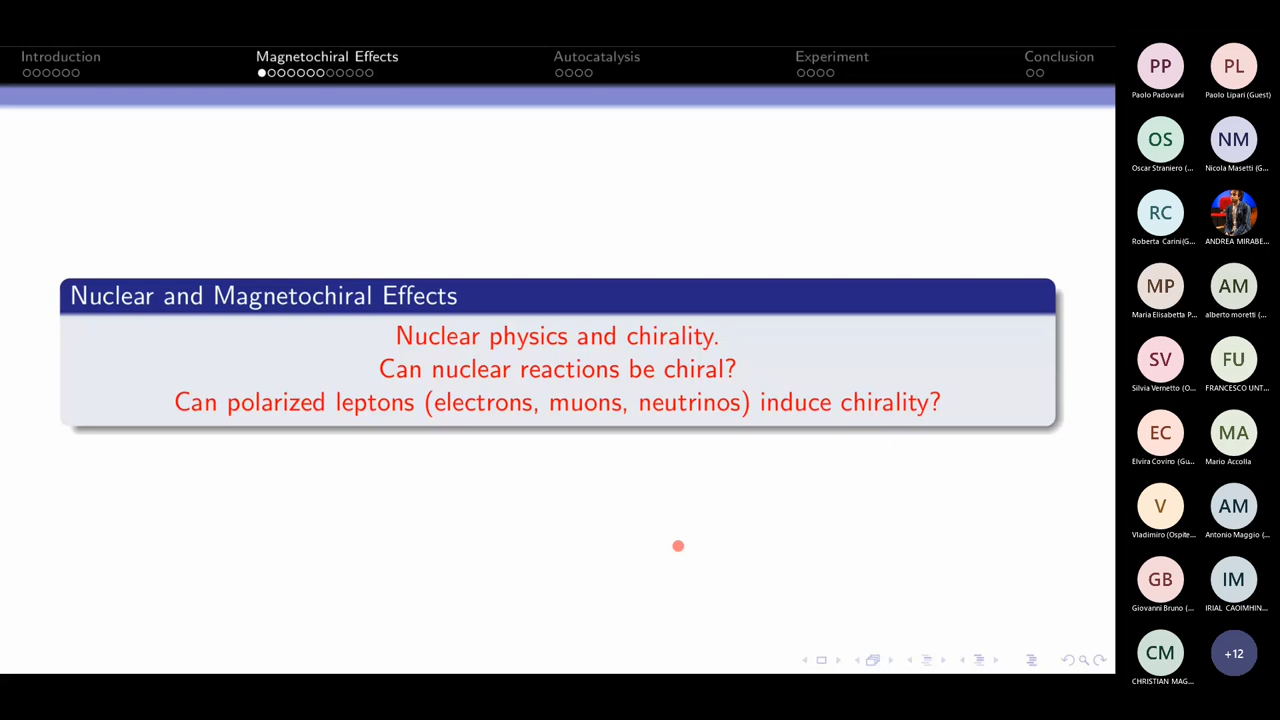 Introduction
Magnetochiral Effects
Autocatalysis
Experiment
Conclusion
Nuclear and Magnetochiral Effects
Nuclear physics and chirality.
Can nuclear reactions be chiral?
Can polarized leptons (electrons, muons, neutrinos) induce chirality?
PP
PL
Paolo Padovani
Paolo Lipari (Guest)
OS
NM
Oscar Straniero (...
Nicola Masetti (G...
RC
Roberta Carini(G...
ANDREA MIRABE...
MP
AM
Maria Elisabetta P...
alberto moretti (...
SV
FU
Silvia Vernetto (O...
FRANCESCO UNT...
EC
MA
Elvira Covino (Gu...
Mario Accolla
V
AM
Vladimiro (Ospite...
Antonio Maggio (...
GB
IM
Giovanni Bruno (...
IRIAL CAOIMHIN...
CM
+12
CHRISTIAN MAG...